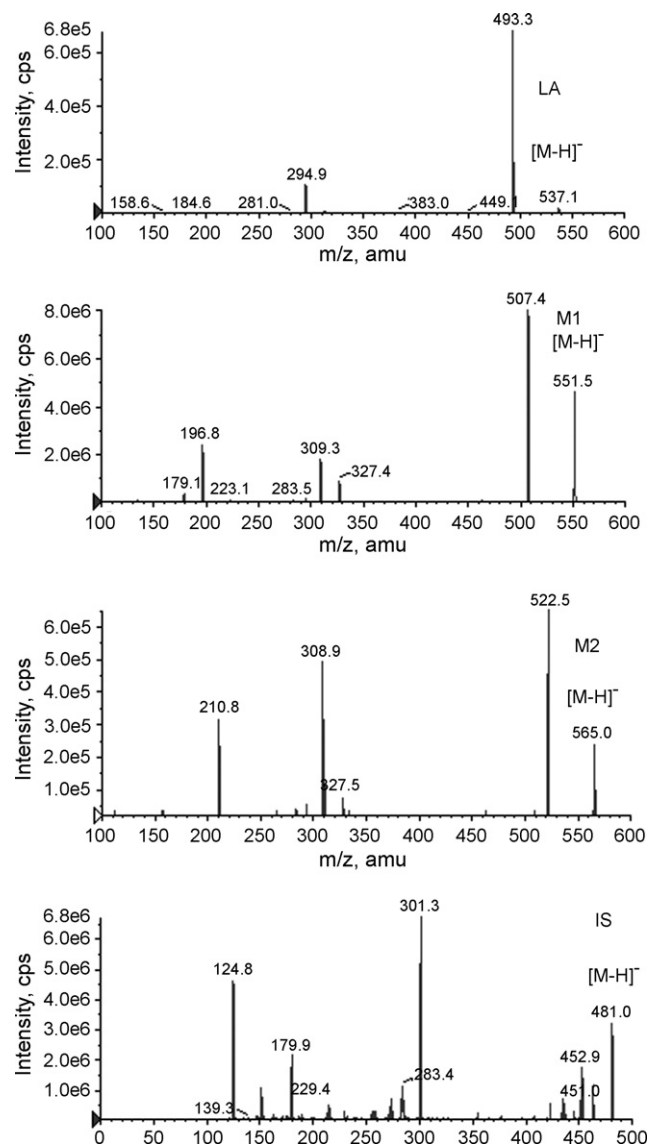 6.8e5
6.0e5
4.0e5
2.0e5
Intensity, cps
493.3
LA
[M-H]⁻
294.9
158.6 184.6 281.0 383.0 449.1 537.1
100 150 200 250 300 350 400 450 500 550 600
m/z, amu
8.0e6
6.0e6
4.0e6
2.0e6
Intensity, cps
507.4
M1
[M-H]⁻
551.5
196.8
309.3
327.4
179.1 223.1 283.5
100 150 200 250 300 350 400 450 500 550 600
m/z, amu
6.0e5
5.0e5
4.0e5
3.0e5
2.0e5
1.0e5
Intensity, cps
522.5
M2
308.9
[M-H]⁻
210.8
565.0
327.5
100 150 200 250 300 350 400 450 500 550 600
m/z, amu
6.8e6
6.0e6
5.0e6
4.0e6
3.0e6
2.0e6
1.0e6
Intensity, cps
301.3
IS
124.8
[M-H]⁻
481.0
179.9
452.9
283.4
229.4
451.0
139.3
0 50 100 150 200 250 300 350 400 450 500